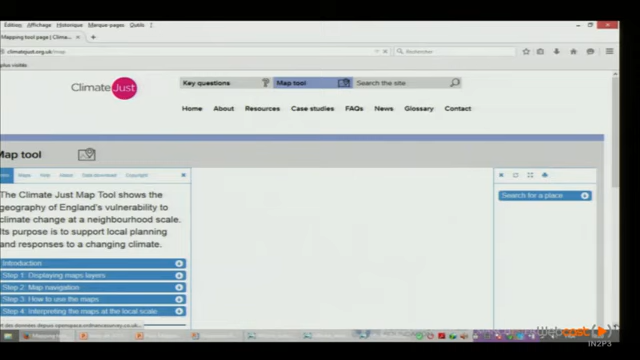 Édition Affichage Historique Marque-pages Outils
Mapping tool page | Clima...
climatejust.org.uk/map
Rechercher
plus visités
ClimateJust
Key questions
Map tool
Search the site
Home About Resources Case studies FAQs News Glossary Contact
Map tool
Maps Help About Data download Copyright
Search for a place
The Climate Just Map Tool shows the
geography of England's vulnerability to
climate change at a neighbourhood scale.
Its purpose is to support local planning
and responses to a changing climate.
Introduction
Step 1: Displaying maps layers
Step 2: Map navigation
Step 3: How to use the maps
Step 4: Interpreting the maps at the local scale
Webcast
IN2P3